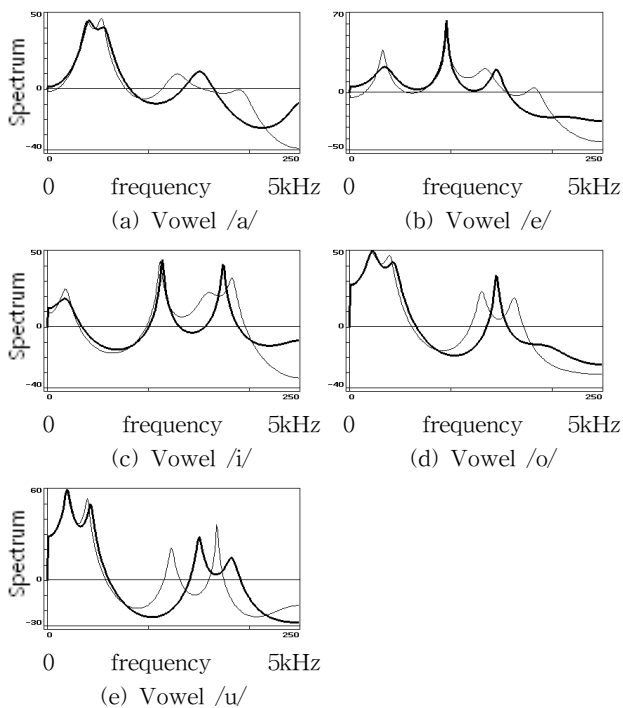 50 70
Spectrum 0 0
-40 -50
0 250 0 250
0 frequency 5kHz 0 frequency 5kHz
(a) Vowel /a/ (b) Vowel /e/
50 50
Spectrum 0 0
-40 -40
0 250 0 250
0 frequency 5kHz 0 frequency 5kHz
(c) Vowel /i/ (d) Vowel /o/
60
Spectrum 0
-30
0 250
0 frequency 5kHz
(e) Vowel /u/